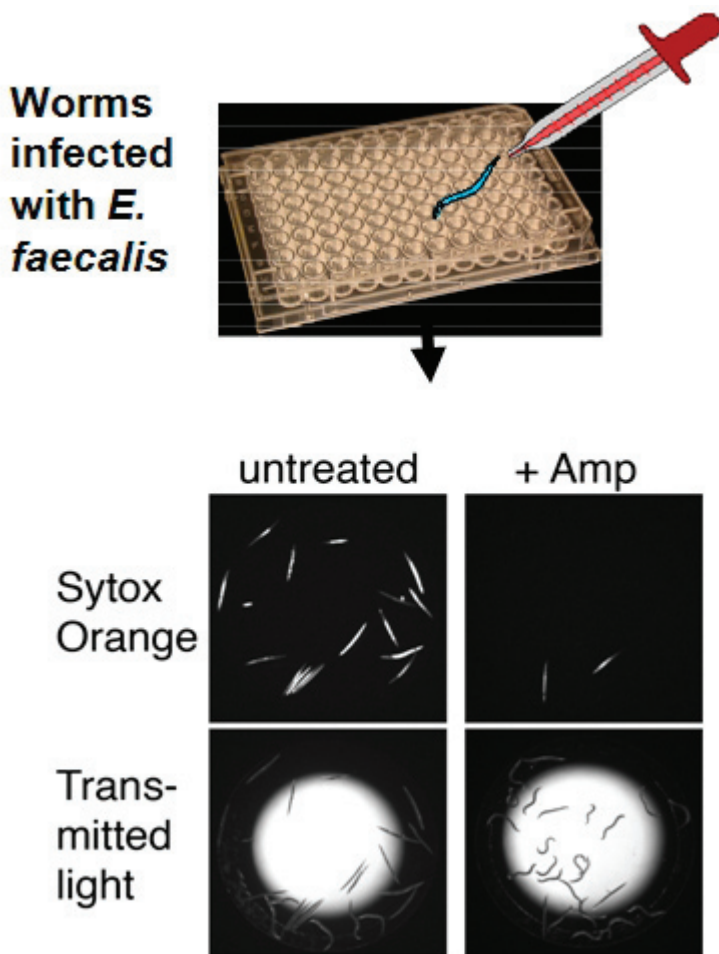 Worms
infected
with E.
faecalis
untreated
+ Amp
Sytox
Orange
Trans-
mitted
light